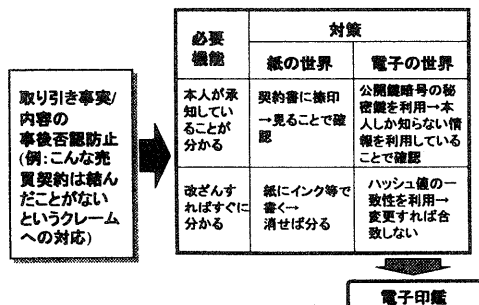 取り引き事実/
内容の
事後否認防止
(例:こんな売
買契約は結ん
だことがない
というクレーム
への対応)
必要
機能
対策
紙の世界
電子の世界
本人が承
知してい
ることが
分かる
契約書に捺印
→見ることで確
認
公開鍵暗号の秘
密鍵を利用→本
人しか知らない情
報を利用している
ことで確認
改ざんす
ればすぐに
分かる
紙にインク等で
書く→
消せば分る
ハッシュ値の一
致性を利用→
変更すれば合
致しない
電子印鑑